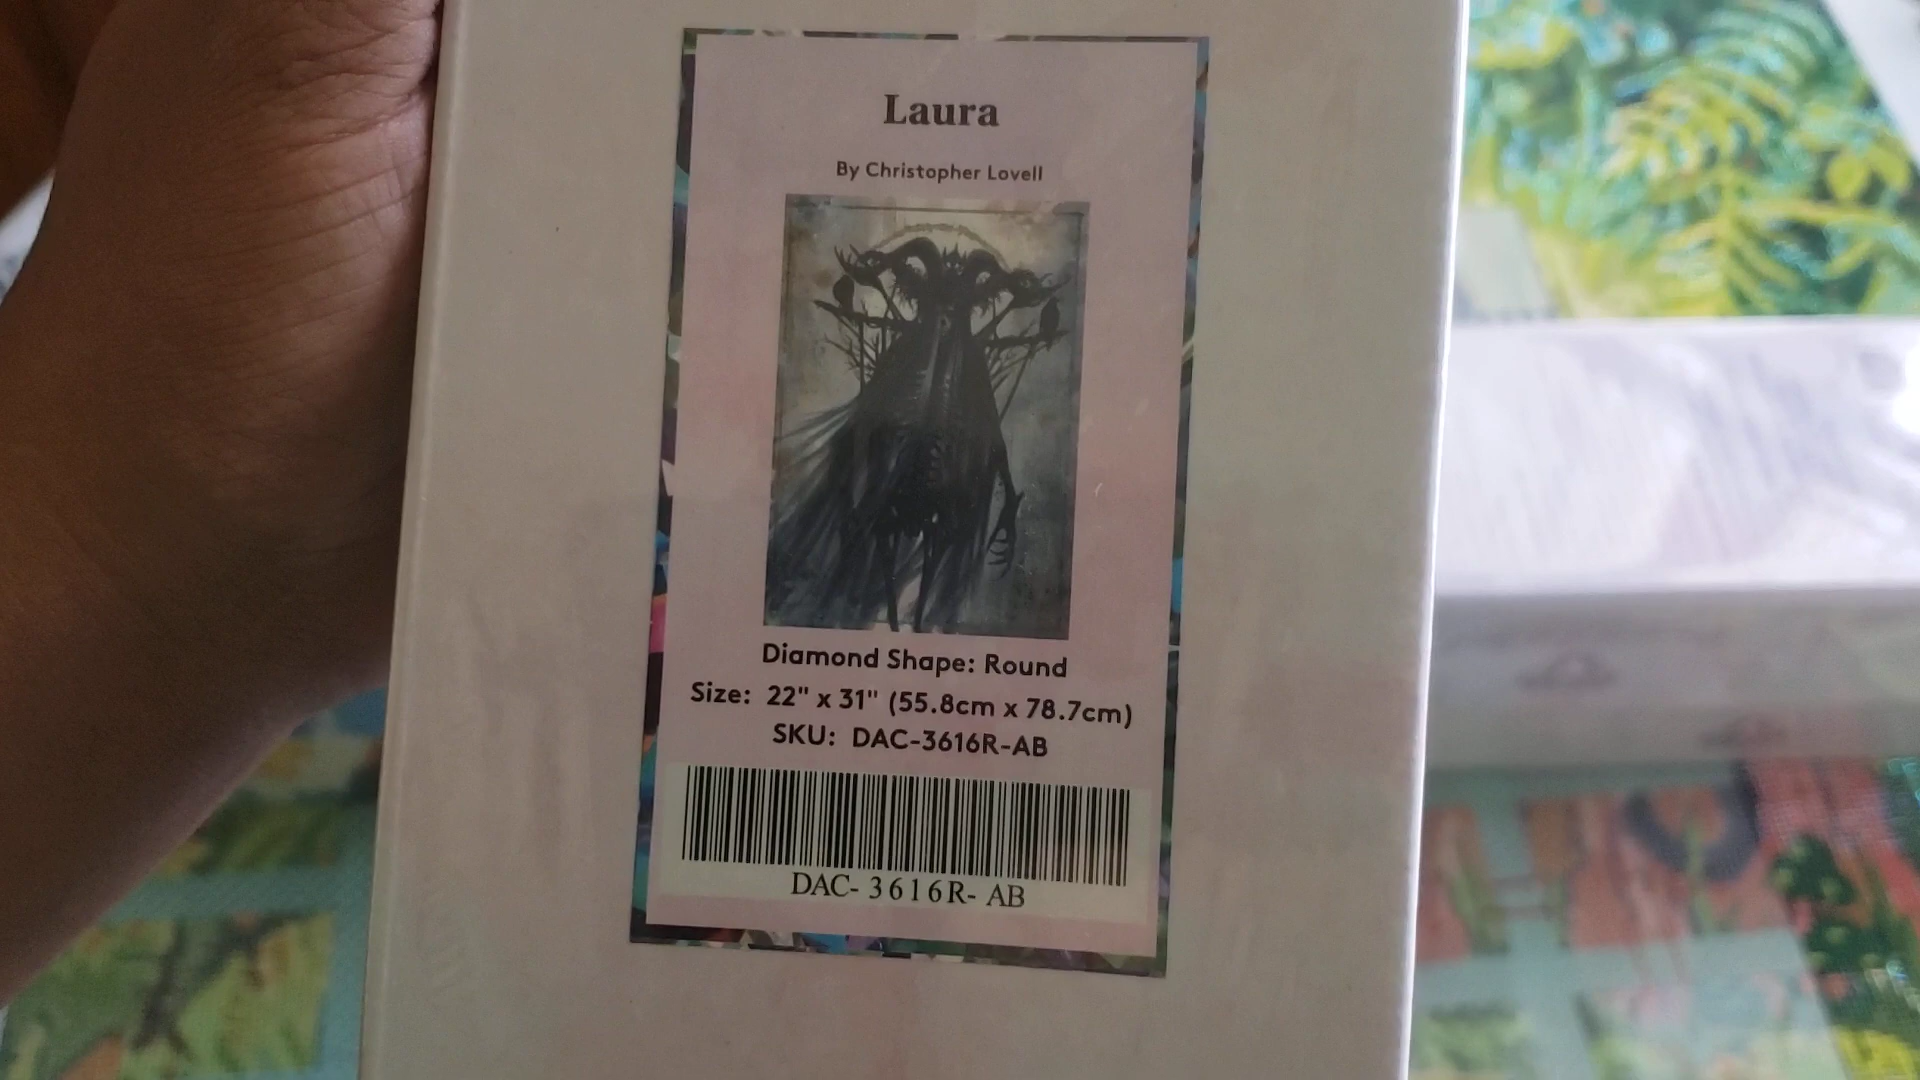 Laura
By Christopher Lovell
Diamond Shape: Round
Size: 22" x 31" (55.8cm x 78.7cm)
SKU: DAC-3616R-AB
DAC- 3616R- AB